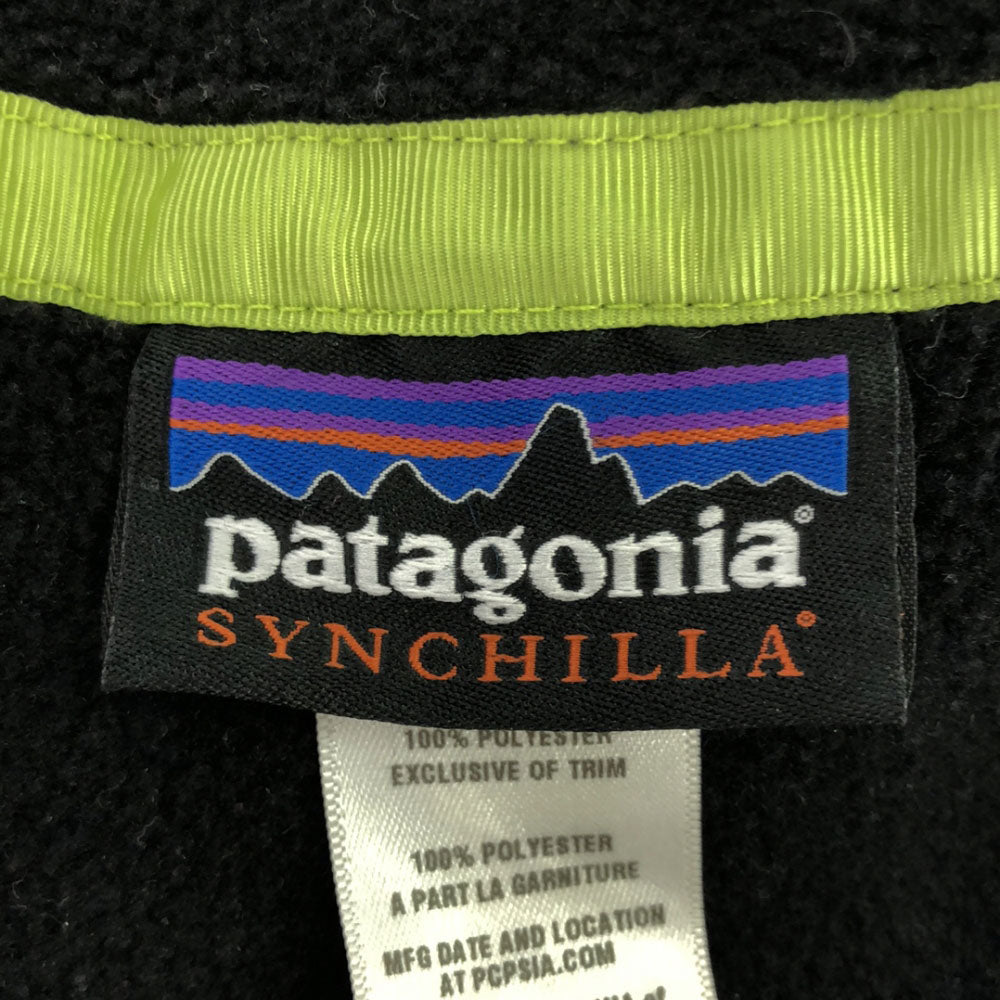 patagonia®
SYNCHILLA®
100% POLYESTER
EXCLUSIVE OF TRIM
100% POLYESTER
A PART LA GARNITURE
MFG DATE AND LOCATION
AT PCPSIA.COM